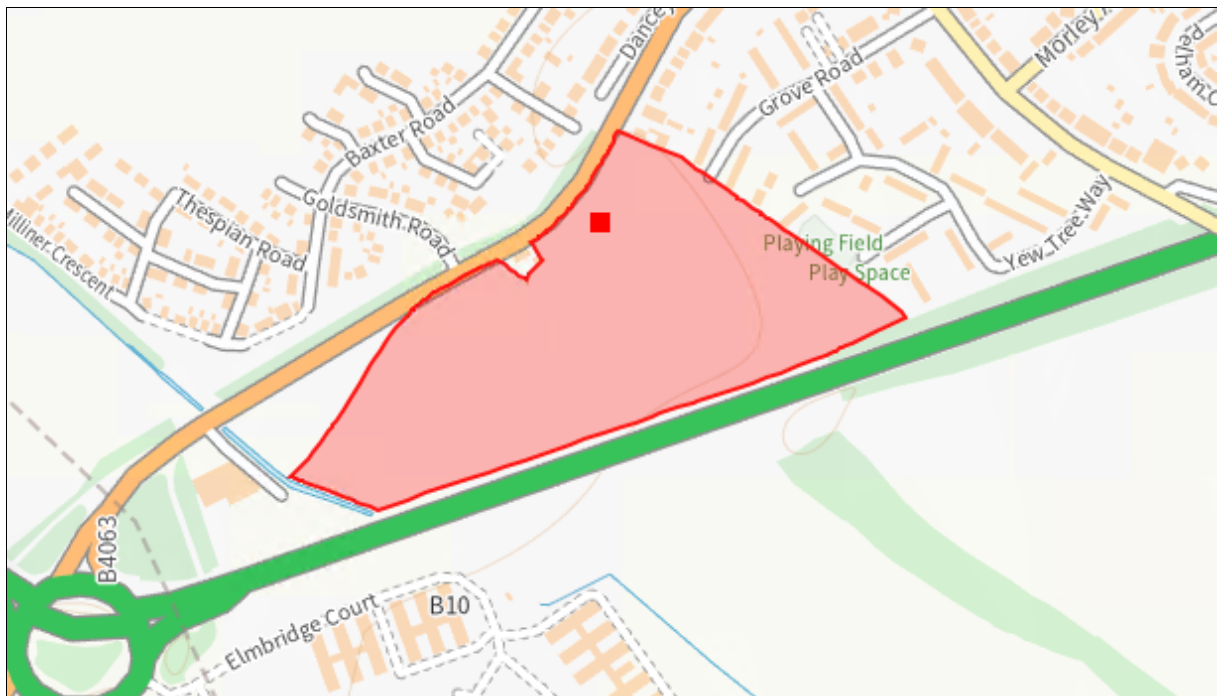 Dancey
Morley
Grove Road
Baxter Road
Thespian Road
Goldsmith Road
Milliner Crescent
Playing Field
Play Space
Yew Tree Way
B4063
Elmbridge Court
B10